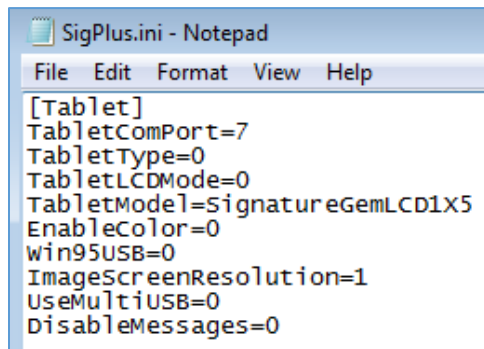 SigPlus.ini - Notepad
File Edit Format View Help
[Tablet]
TabletComPort=7
TabletType=0
TabletLCDMode=0
TabletModel=SignatureGemLCD1X5
EnableColor=0
Win95USB=0
ImageScreenResolution=1
UseMultiUSB=0
DisableMessages=0